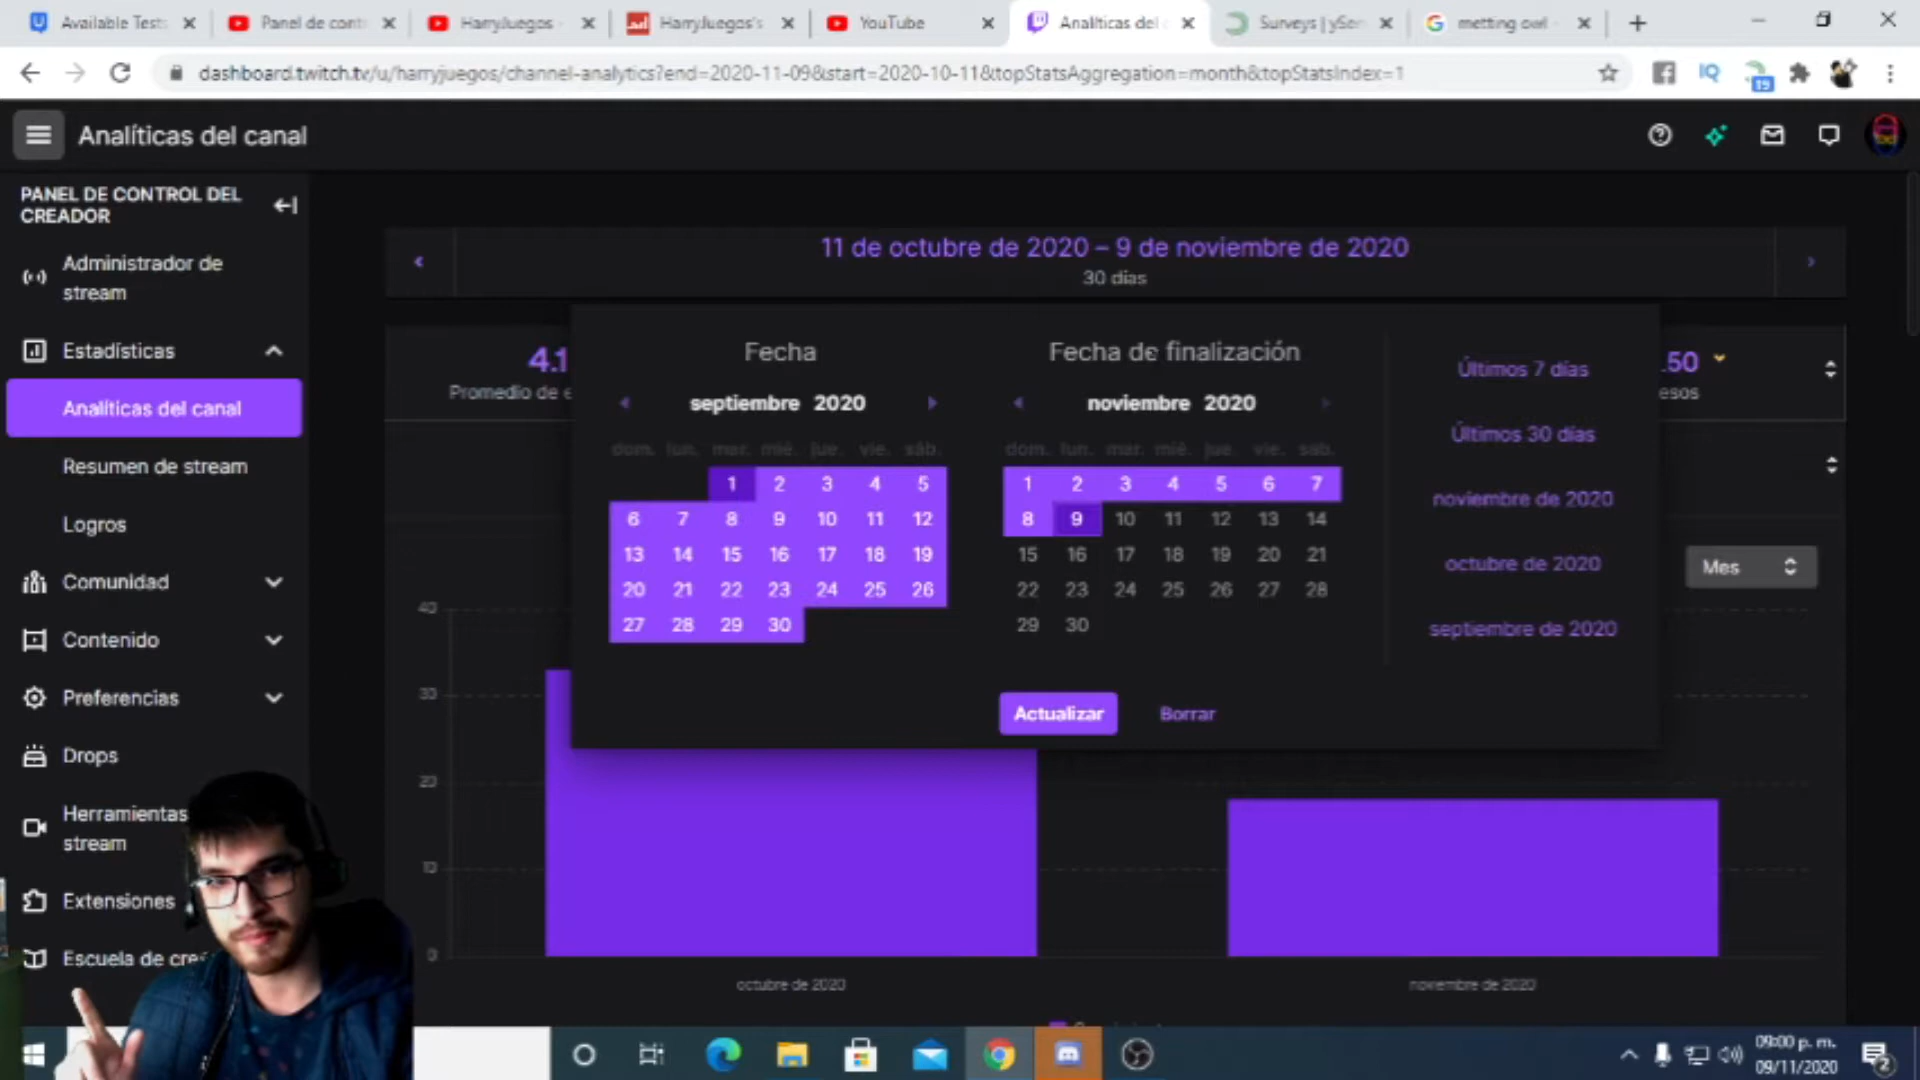 Available Test
Panel de cont
HarryJuegos -
HarryJuegos's
YouTube
Analíticas del
Surveys | ySen
metting owl -
dashboard.twitch.tv/u/harryjuegos/channel-analytics?end=2020-11-09&start=2020-10-11&topStatsAggregation=month&topStatsIndex=1
IQ
19
Analíticas del canal
PANEL DE CONTROL DEL
CREADOR
Administrador de
stream
Estadísticas
Analíticas del canal
Resumen de stream
Logros
Comunidad
Contenido
Preferencias
Drops
Herramientas
stream
Extensiones
Escuela de cre
11 de octubre de 2020 – 9 de noviembre de 2020
30 días
4.1
Promedio de e
.50
esos
Fecha
septiembre 2020
dom. lun. mar. mié. jue. vie. sáb.
1 2 3 4 5
6 7 8 9 10 11 12
13 14 15 16 17 18 19
20 21 22 23 24 25 26
27 28 29 30
Fecha de finalización
noviembre 2020
dom. lun. mar. mié. jue. vie. sáb.
1 2 3 4 5 6 7
8 9 10 11 12 13 14
15 16 17 18 19 20 21
22 23 24 25 26 27 28
29 30
Últimos 7 días
Últimos 30 días
noviembre de 2020
octubre de 2020
septiembre de 2020
Actualizar
Borrar
Mes
40
30
20
10
0
octubre de 2020
noviembre de 2020
09:00 p. m.
09/11/2020
2